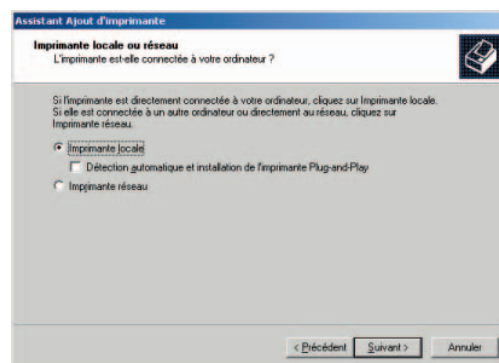 Assistant Ajout d'imprimante
Imprimante locale ou réseau
L'imprimante est-elle connectée à votre ordinateur ?
Si l'imprimante est directement connectée à votre ordinateur, cliquez sur Imprimante locale.
Si elle est connectée à un autre ordinateur ou directement au réseau, cliquez sur
Imprimante réseau.
Imprimante locale
Détection automatique et installation de l'imprimante Plug-and-Play
Imprimante réseau
< Précédent Suivant > Annuler